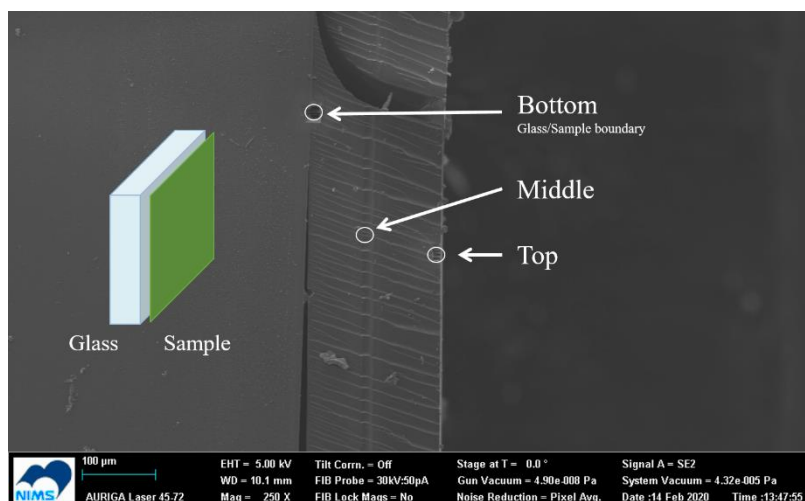 Bottom
Glass/Sample boundary
Middle
Top
Glass Sample
100 µm
EHT = 5.00 kV Tilt Corrn. = Off Stage at T = 0.0 ° Signal A = SE2
WD = 10.1 mm FIB Probe = 30kV:50pA Gun Vacuum = 4.90e-008 Pa System Vacuum = 4.32e-005 Pa
NIMS AURIGA Laser 45-72 Mag = 250 X FIB Lock Mags = No Noise Reduction = Pixel Avg. Date :14 Feb 2020 Time :13:47:55